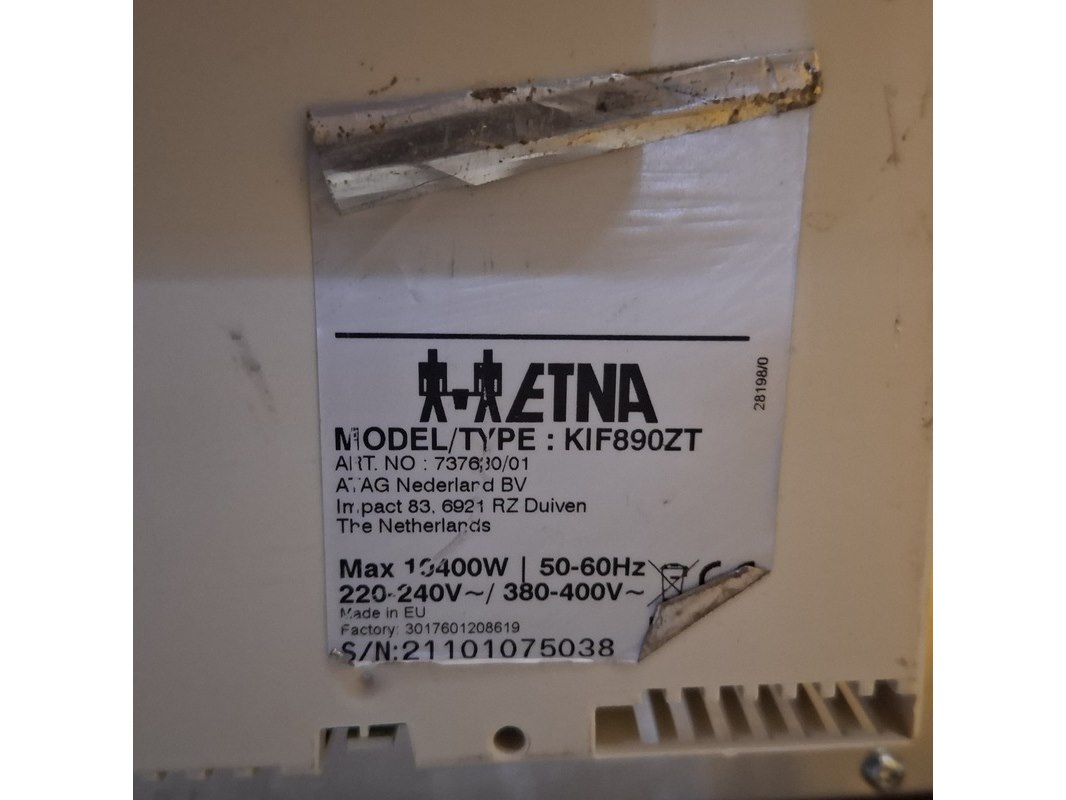 ETNA
28198/0
MODEL/TYPE : KIF890ZT
ART. NO : 737630/01
ATAG Nederland BV
Impact 83, 6921 RZ Duiven
The Netherlands
Max 10400W | 50-60Hz
220-240V~/ 380-400V~
Made in EU
Factory: 3017601208619
S/N:21101075038